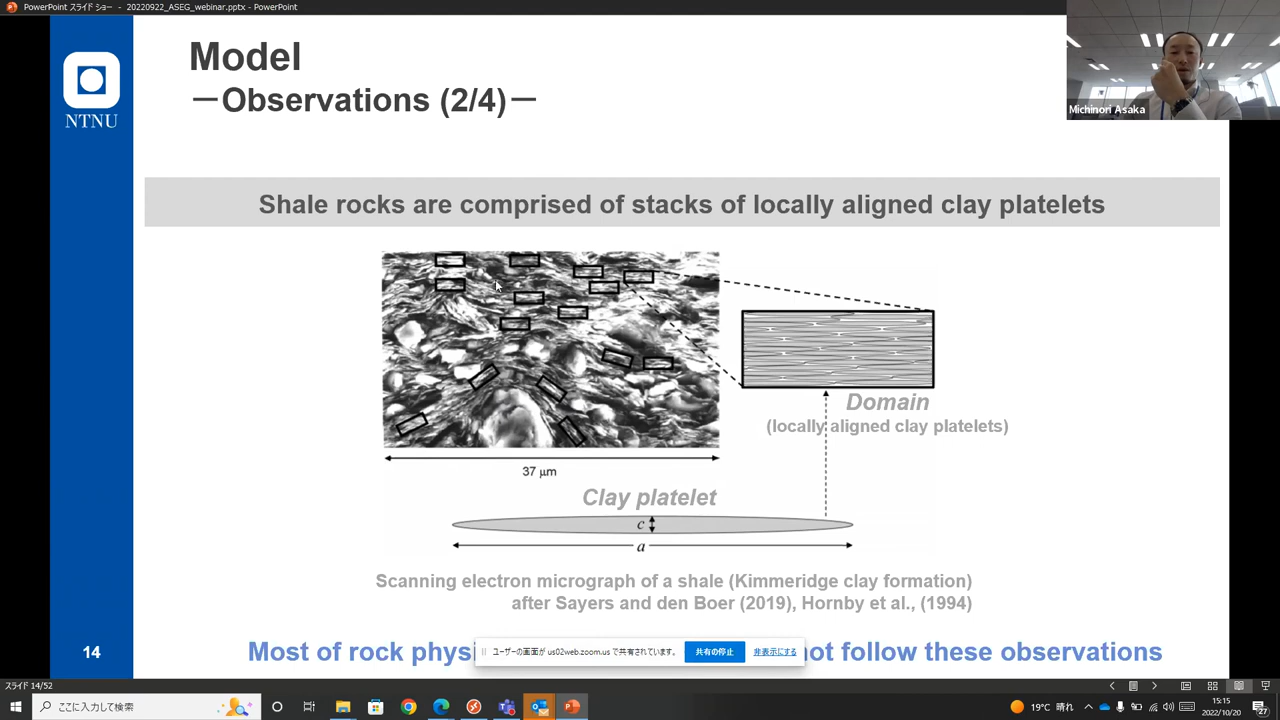 PowerPoint スライド ショー - 20220922_ASEG_webinar.pptx - PowerPoint
Michinori Asaka
NTNU
Model
－Observations (2/4)－
Shale rocks are comprised of stacks of locally aligned clay platelets
Domain
(locally aligned clay platelets)
37 μm
Clay platelet
c
a
Scanning electron micrograph of a shale (Kimmeridge clay formation)
after Sayers and den Boer (2019), Hornby et al., (1994)
14
Most of rock physi
not follow these observations
ユーザーの画面が us02web.zoom.us で共有されています。
共有の停止
非表示にする
スライド 14/52
ここに入力して検索
19°C 晴れ
15:15
2022/10/20
27